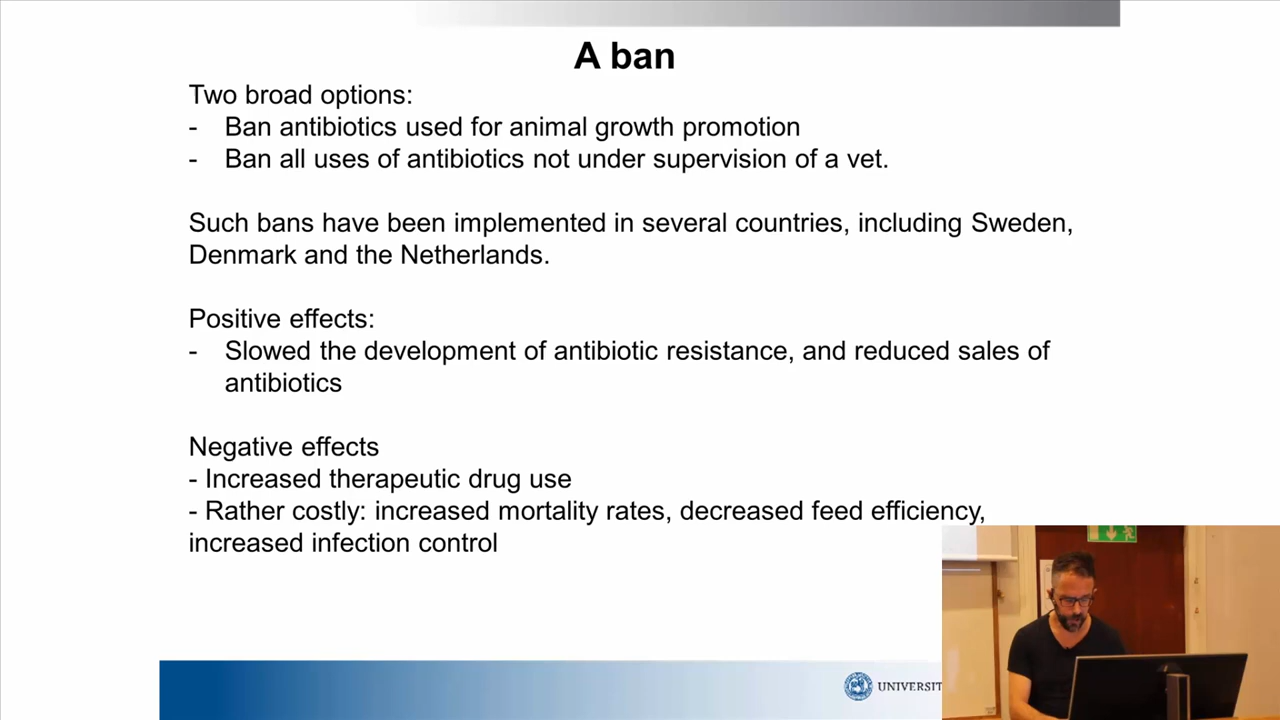 A ban
Two broad options:
- Ban antibiotics used for animal growth promotion
- Ban all uses of antibiotics not under supervision of a vet.
Such bans have been implemented in several countries, including Sweden,
Denmark and the Netherlands.
Positive effects:
- Slowed the development of antibiotic resistance, and reduced sales of
antibiotics
Negative effects
- Increased therapeutic drug use
- Rather costly: increased mortality rates, decreased feed efficiency,
increased infection control
UNIVERSIT